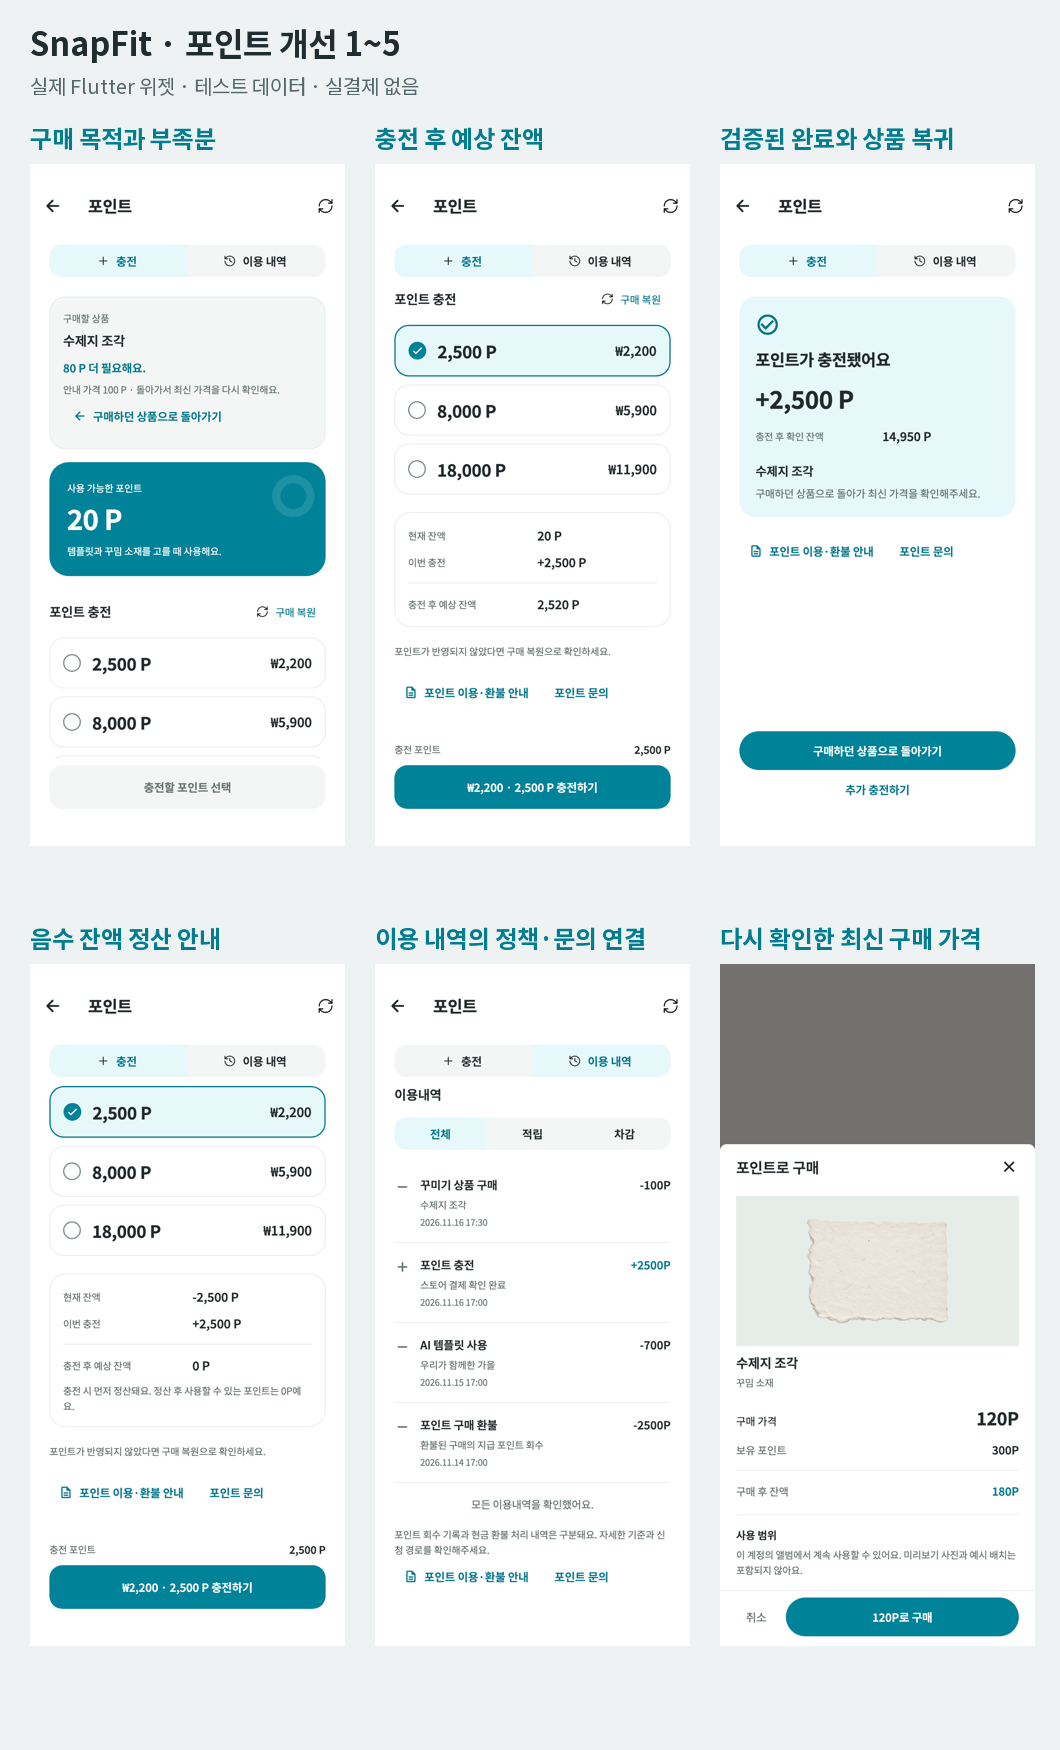 SnapFit · 포인트 개선 1~5
실제 Flutter 위젯 · 테스트 데이터 · 실결제 없음
구매 목적과 부족분
포인트
충전
이용 내역
구매할 상품
수제지 조각
80 P 더 필요해요.
안내 가격 100 P · 돌아가서 최신 가격을 다시 확인해요.
구매하던 상품으로 돌아가기
사용 가능한 포인트
20 P
템플릿과 꾸밈 소재를 고를 때 사용해요.
포인트 충전
구매 복원
2,500 P ₩2,200
8,000 P ₩5,900
충전할 포인트 선택
충전 후 예상 잔액
포인트
충전
이용 내역
포인트 충전
구매 복원
2,500 P ₩2,200
8,000 P ₩5,900
18,000 P ₩11,900
현재 잔액 20 P
이번 충전 +2,500 P
충전 후 예상 잔액 2,520 P
포인트가 반영되지 않았다면 구매 복원으로 확인하세요.
포인트 이용·환불 안내
포인트 문의
충전 포인트 2,500 P
₩2,200 · 2,500 P 충전하기
검증된 완료와 상품 복귀
포인트
충전
이용 내역
포인트가 충전됐어요
+2,500 P
충전 후 확인 잔액 14,950 P
수제지 조각
구매하던 상품으로 돌아가 최신 가격을 확인해주세요.
포인트 이용·환불 안내
포인트 문의
구매하던 상품으로 돌아가기
추가 충전하기
음수 잔액 정산 안내
포인트
충전
이용 내역
2,500 P ₩2,200
8,000 P ₩5,900
18,000 P ₩11,900
현재 잔액 -2,500 P
이번 충전 +2,500 P
충전 후 예상 잔액 0 P
충전 시 먼저 정산돼요. 정산 후 사용할 수 있는 포인트는 0P예
요.
포인트가 반영되지 않았다면 구매 복원으로 확인하세요.
포인트 이용·환불 안내
포인트 문의
충전 포인트 2,500 P
₩2,200 · 2,500 P 충전하기
이용 내역의 정책·문의 연결
포인트
충전
이용 내역
이용내역
전체
적립
차감
꾸미기 상품 구매 -100P
수제지 조각
2026.11.16 17:30
포인트 충전 +2500P
스토어 결제 확인 완료
2026.11.16 17:00
AI 템플릿 사용 -700P
우리가 함께한 가을
2026.11.15 17:00
포인트 구매 환불 -2500P
환불된 구매의 지급 포인트 회수
2026.11.14 17:00
모든 이용내역을 확인했어요.
포인트 회수 기록과 현금 환불 처리 내역은 구분돼요. 자세한 기준과 신
청 경로를 확인해주세요.
포인트 이용·환불 안내
포인트 문의
다시 확인한 최신 구매 가격
포인트로 구매
수제지 조각
꾸밈 소재
구매 가격 120P
보유 포인트 300P
구매 후 잔액 180P
사용 범위
이 계정의 앨범에서 계속 사용할 수 있어요. 미리보기 사진과 예시 배치는
포함되지 않아요.
취소
120P로 구매